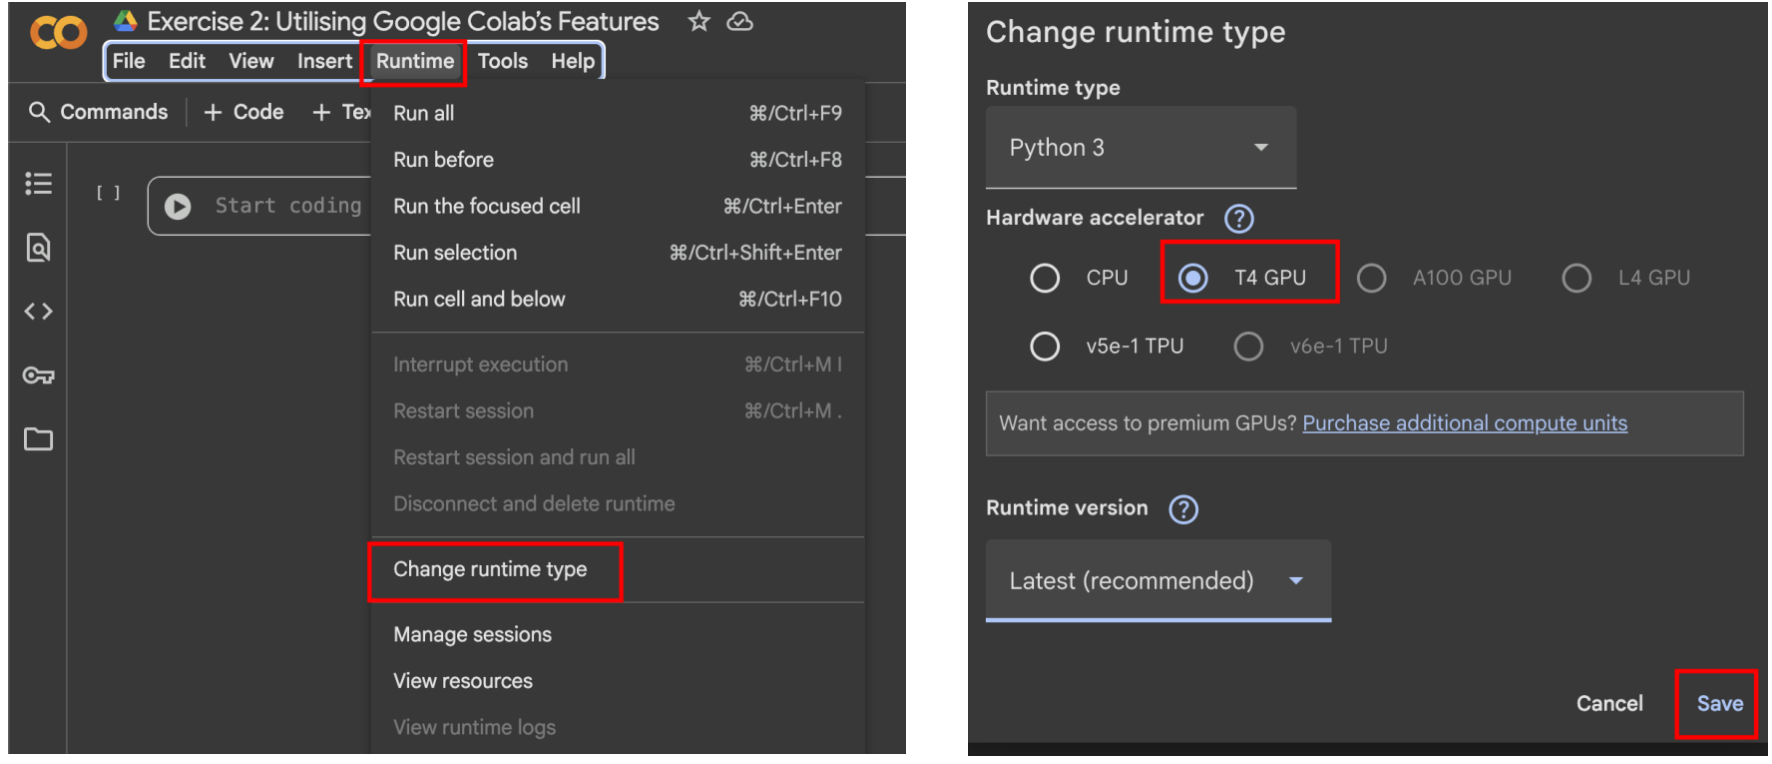 Exercise 2: Utilising Google Colab's Features
File Edit View Insert Runtime Tools Help
Commands + Code + Tex
[ ] Start coding
Run all ⌘/Ctrl+F9
Run before ⌘/Ctrl+F8
Run the focused cell ⌘/Ctrl+Enter
Run selection ⌘/Ctrl+Shift+Enter
Run cell and below ⌘/Ctrl+F10
Interrupt execution ⌘/Ctrl+M I
Restart session ⌘/Ctrl+M .
Restart session and run all
Disconnect and delete runtime
Change runtime type
Manage sessions
View resources
View runtime logs
Change runtime type
Runtime type
Python 3
Hardware accelerator ?
CPU T4 GPU A100 GPU L4 GPU
v5e-1 TPU v6e-1 TPU
Want access to premium GPUs? Purchase additional compute units
Runtime version ?
Latest (recommended)
Cancel Save